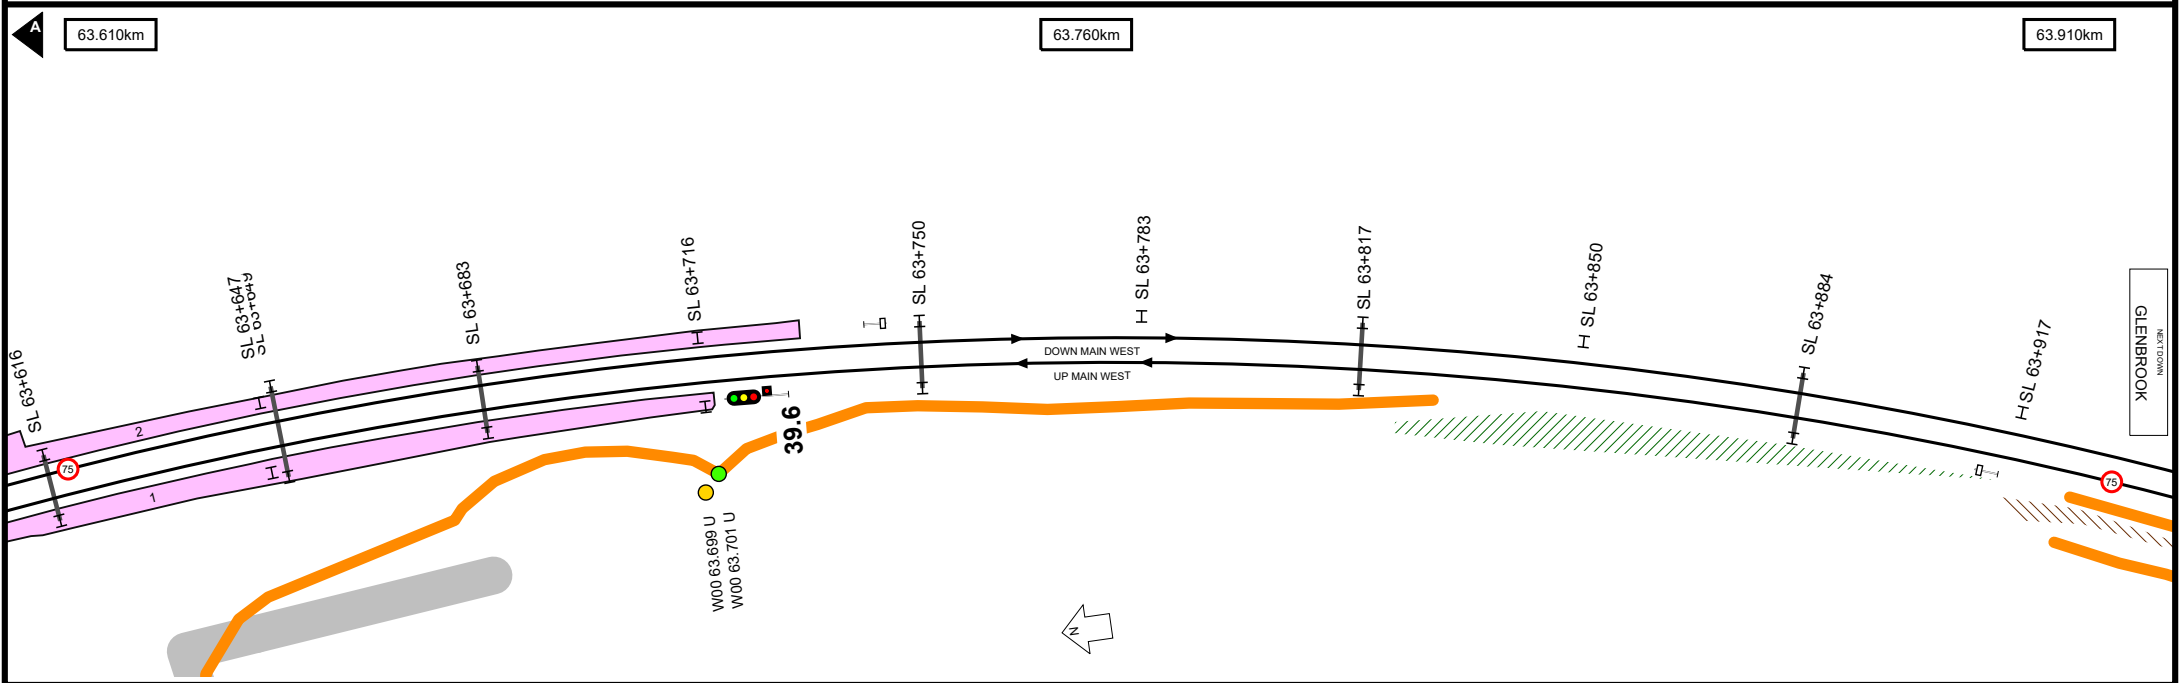 A
63.610km
63.760km
63.910km
SL 63+616
SL 63+647
SL 63+649
SL 63+683
SL 63+716
SL 63+750
SL 63+783
SL 63+817
SL 63+850
SL 63+884
SL 63+917
NEXT DOWN
GLENBROOK
DOWN MAIN WEST
UP MAIN WEST
2
1
75
75
39.6
W00 63.699 U
W00 63.701 U
N